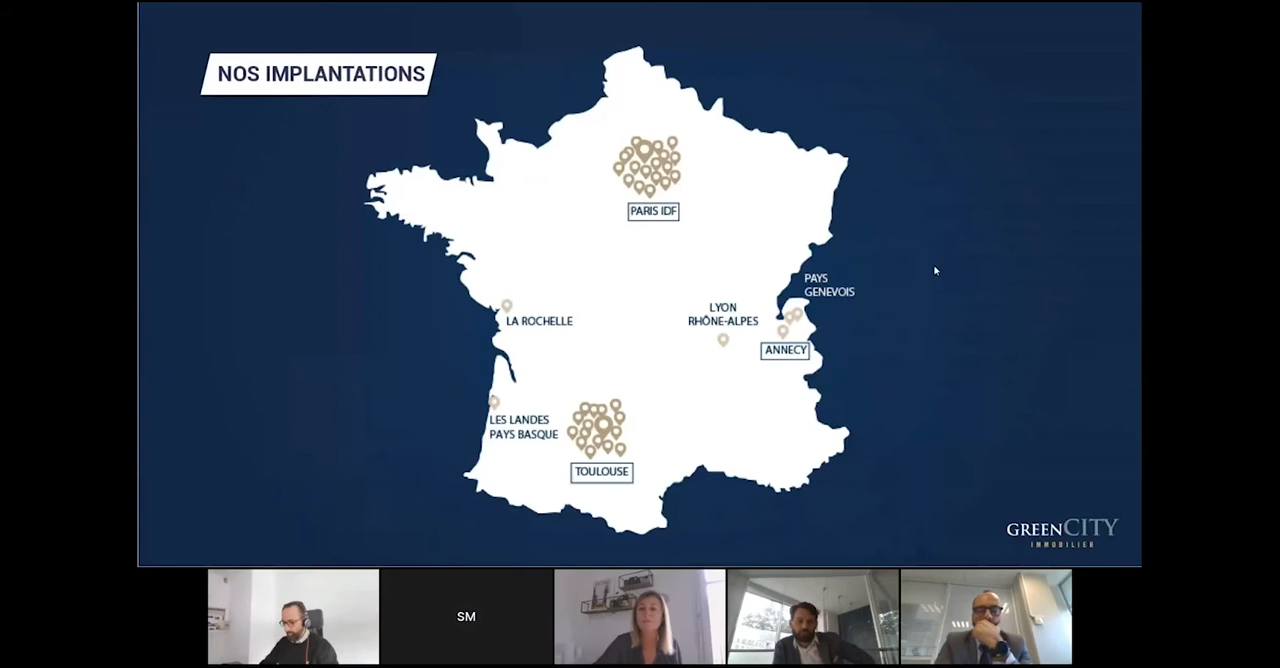 NOS IMPLANTATIONS
PARIS IDF
PAYS
GENEVOIS
LA ROCHELLE
LYON
RHÔNE-ALPES
ANNECY
LES LANDES
PAYS BASQUE
TOULOUSE
GREENCITY
IMMOBILIER
SM